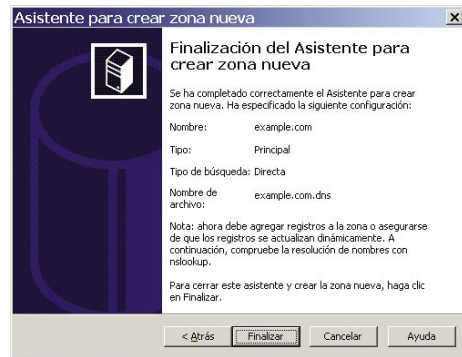 Asistente para crear zona nueva
Finalización del Asistente para
crear zona nueva
Se ha completado correctamente el Asistente para crear
zona nueva. Ha especificado la siguiente configuración:
Nombre: example.com
Tipo: Principal
Tipo de búsqueda: Directa
Nombre de
archivo: example.com.dns
Nota: ahora debe agregar registros a la zona o asegurarse
de que los registros se actualizan dinámicamente. A
continuación, compruebe la resolución de nombres con
nslookup.
Para cerrar este asistente y crear la zona nueva, haga clic
en Finalizar.
< Atrás Finalizar Cancelar Ayuda